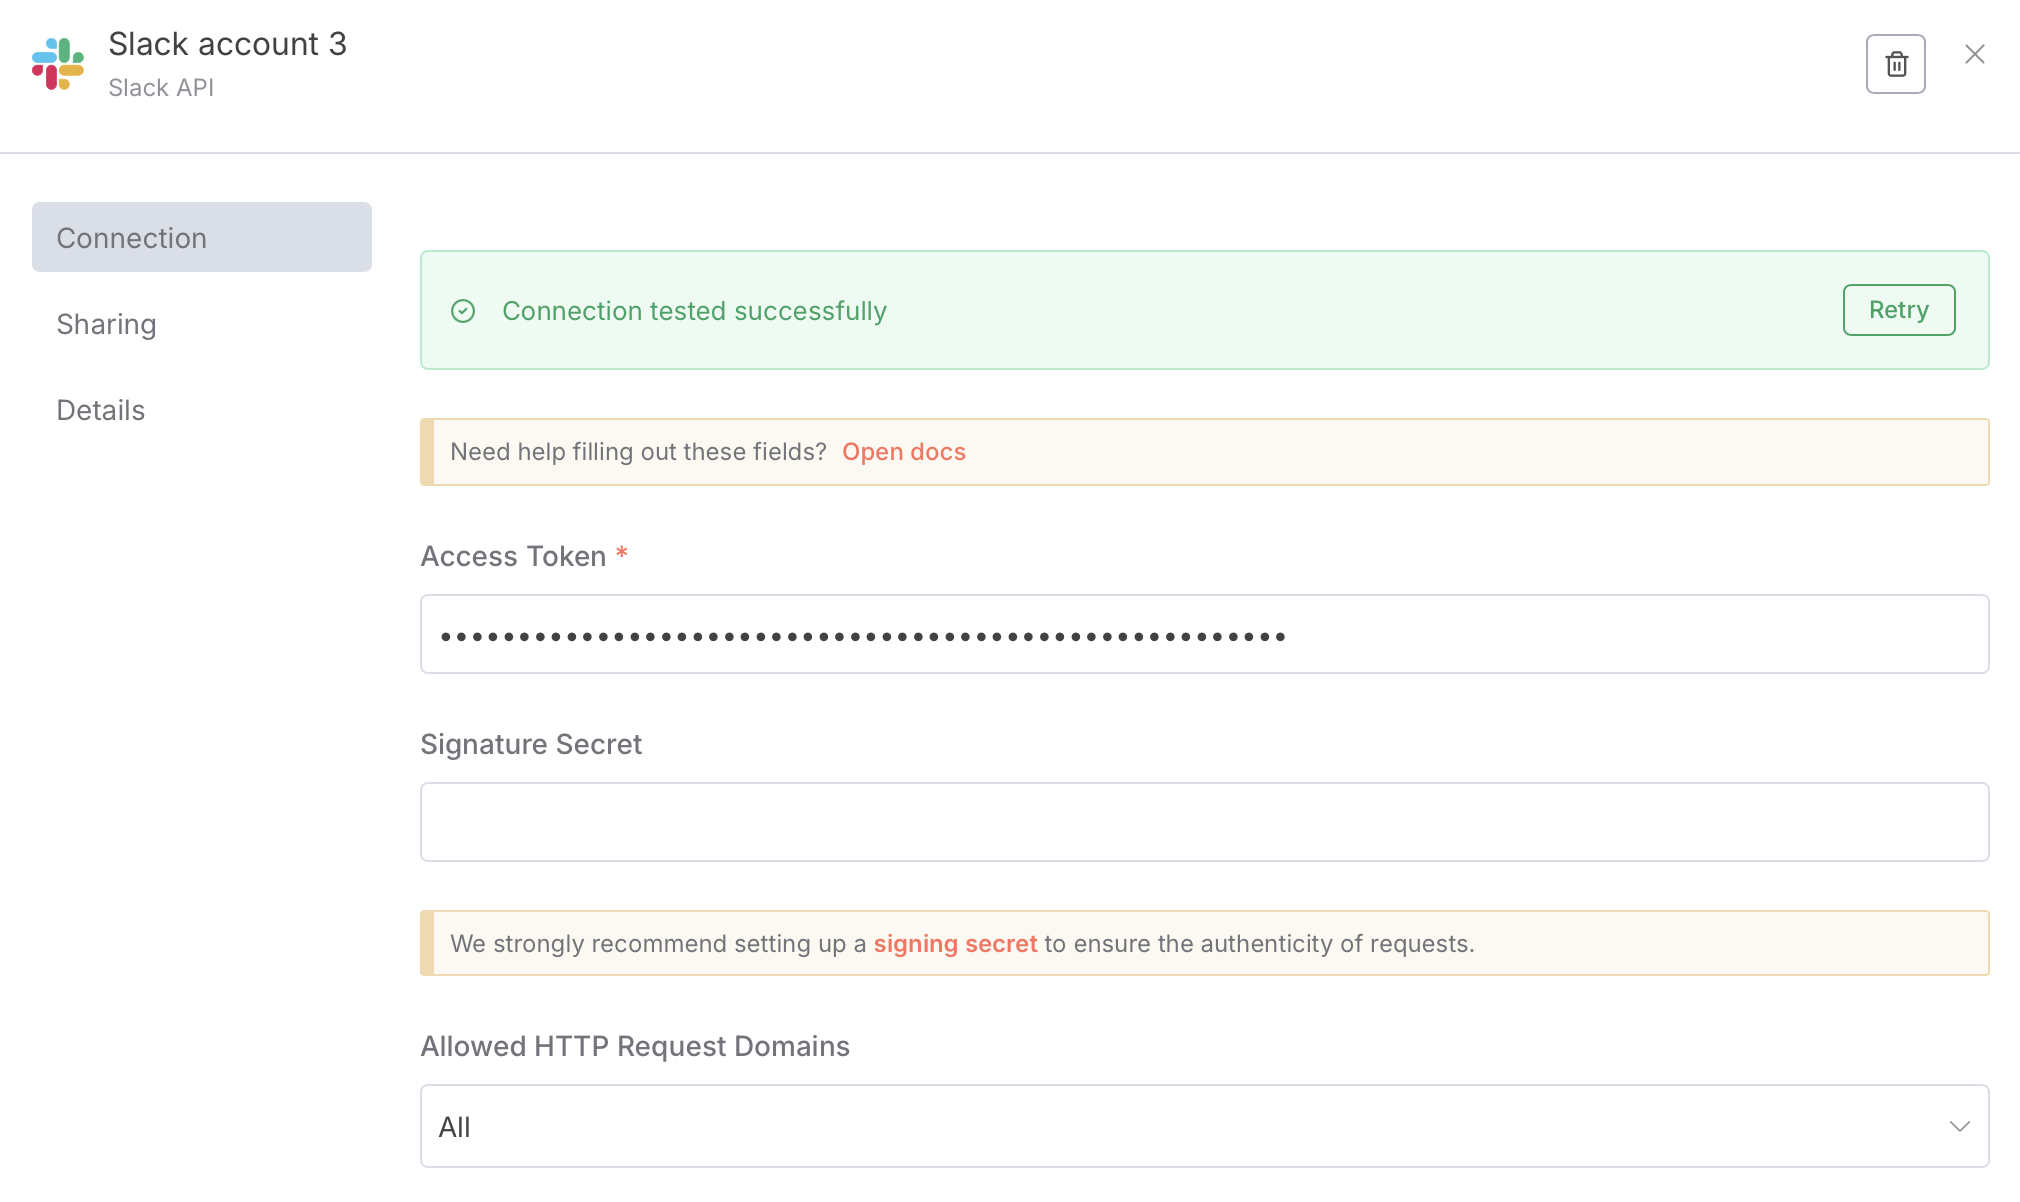 Slack account 3
Slack API
Connection
Sharing
Details
Connection tested successfully
Retry
Need help filling out these fields? Open docs
Access Token *
••••••••••••••••••••••••••••••••••••••••••••••••••••••
Signature Secret
We strongly recommend setting up a signing secret to ensure the authenticity of requests.
Allowed HTTP Request Domains
All